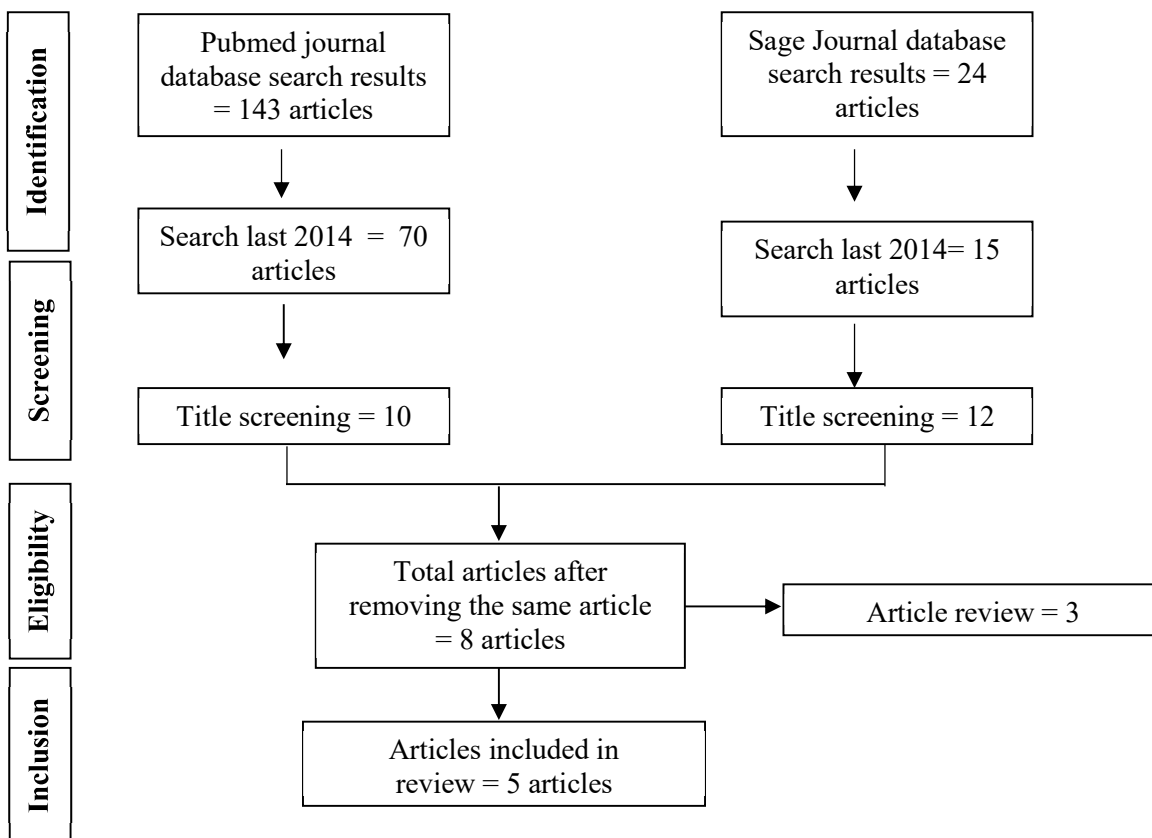 Identification
Pubmed journal
database search results
= 143 articles
Sage Journal database
search results = 24
articles
Search last 2014 = 70
articles
Search last 2014= 15
articles
Screening
Title screening = 10
Title screening = 12
Eligibility
Total articles after
removing the same article
= 8 articles
Article review = 3
Inclusion
Articles included in
review = 5 articles